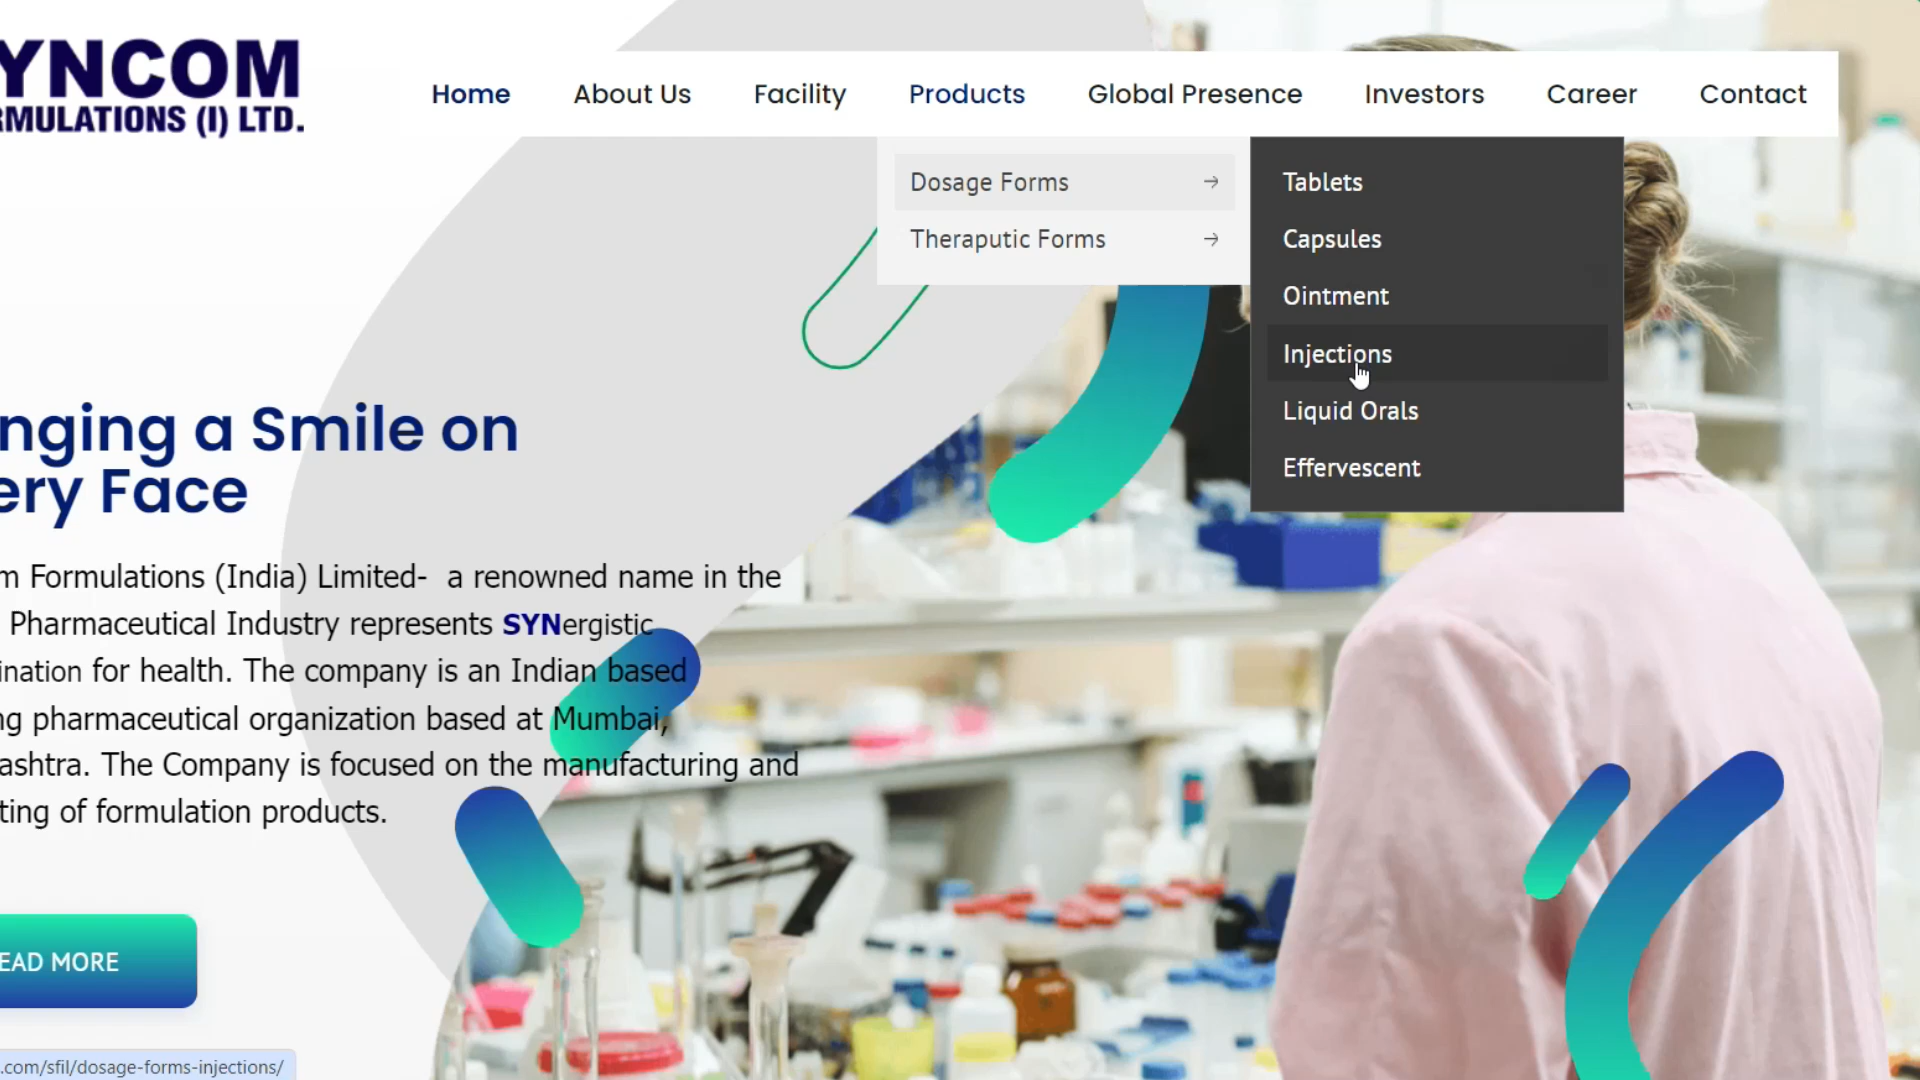 YNCOM
RMULATIONS (I) LTD.
Home About Us Facility Products Global Presence Investors Career Contact
Dosage Forms →
Theraputic Forms →
Tablets
Capsules
Ointment
Injections
Liquid Orals
Effervescent
nging a Smile on
ery Face
m Formulations (India) Limited- a renowned name in the
Pharmaceutical Industry represents SYNergistic
ination for health. The company is an Indian based
ng pharmaceutical organization based at Mumbai,
ashtra. The Company is focused on the manufacturing and
ting of formulation products.
EAD MORE
.com/sfil/dosage-forms-injections/